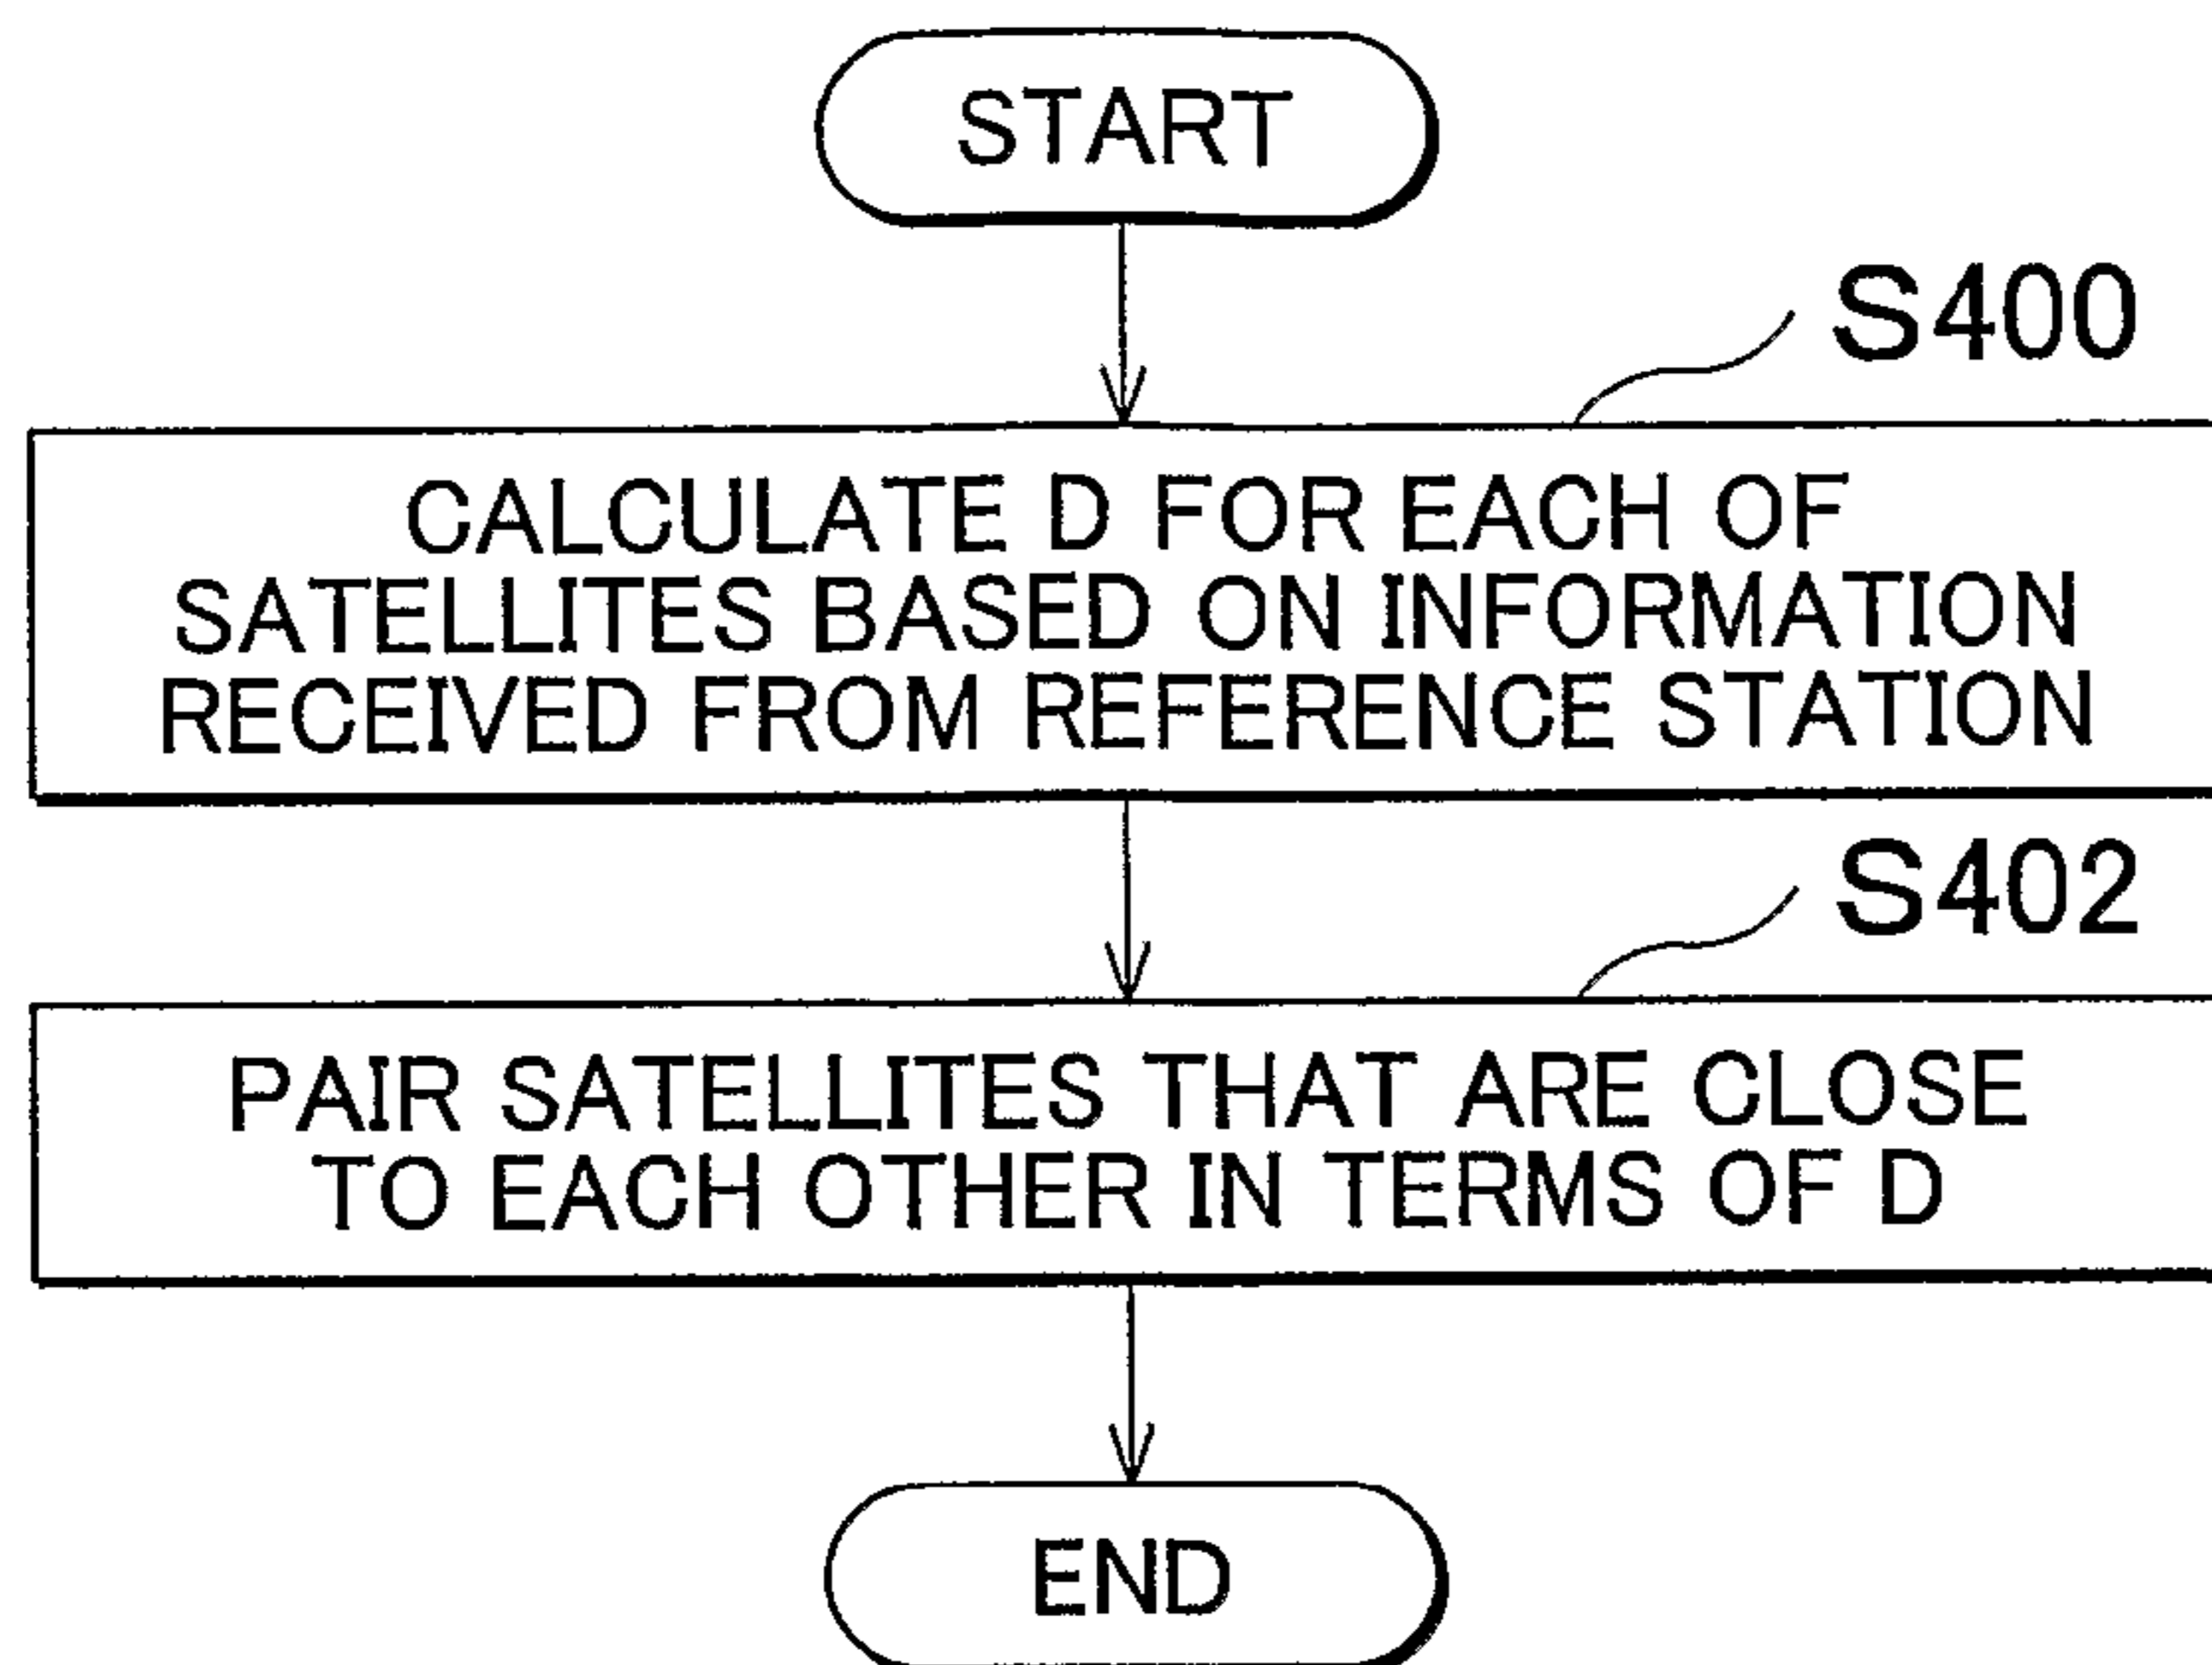 START
S400
CALCULATE D FOR EACH OF
SATELLITES BASED ON INFORMATION
RECEIVED FROM REFERENCE STATION
S402
PAIR SATELLITES THAT ARE CLOSE
TO EACH OTHER IN TERMS OF D
END